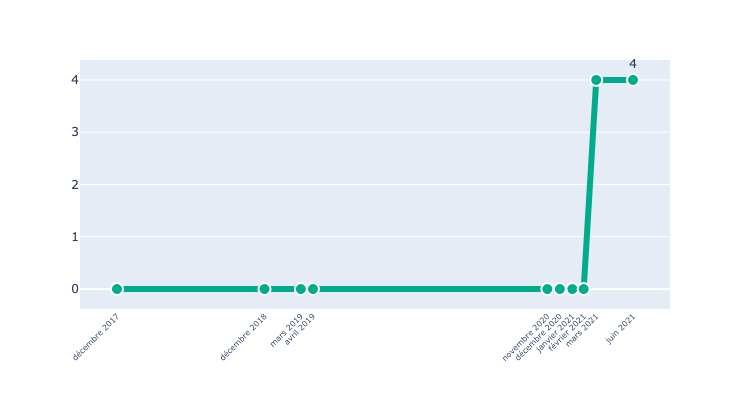 4
4
3
2
1
0
décembre 2017
décembre 2018
mars 2019
avril 2019
novembre 2020
décembre 2020
janvier 2021
février 2021
mars 2021
juin 2021